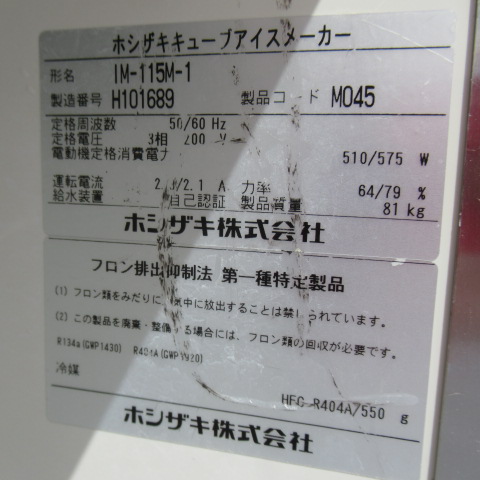 ホシザキキューブアイスメーカー
形名 IM-115M-1
製造番号 H101689 製品コード M045
定格周波数 50/60 Hz
定格電圧 3相 200 V
電動機定格消費電力 510/575 W
運転電流 2. /2.1 A 力率 64/79 %
給水装置 自己認証 製品質量 81 kg
ホシザキ株式会社
フロン排出抑制法 第一種特定製品
(1) フロン類をみだりに 気中に放出することは禁じられています。
(2) この製品を廃棄・整備する場合には、フロン類の回収が必要です。
R134a(GWP1430) R404A(GWP3920)
冷媒 HFC R404A/550 g
ホシザキ株式会社